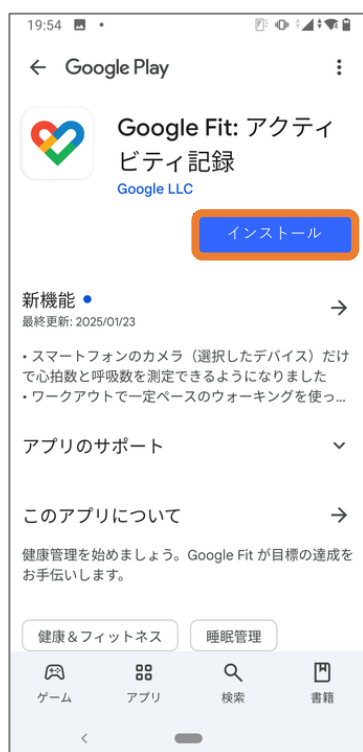 19:54
Google Play
Google Fit: アクティ
ビティ記録
Google LLC
インストール
新機能
最終更新: 2025/01/23
・スマートフォンのカメラ（選択したデバイス）だけ
で心拍数と呼吸数を測定できるようになりました
・ワークアウトで一定ペースのウォーキングを使っ...
アプリのサポート
このアプリについて
健康管理を始めましょう。Google Fit が目標の達成を
お手伝いします。
健康＆フィットネス
睡眠管理
ゲーム
アプリ
検索
書籍